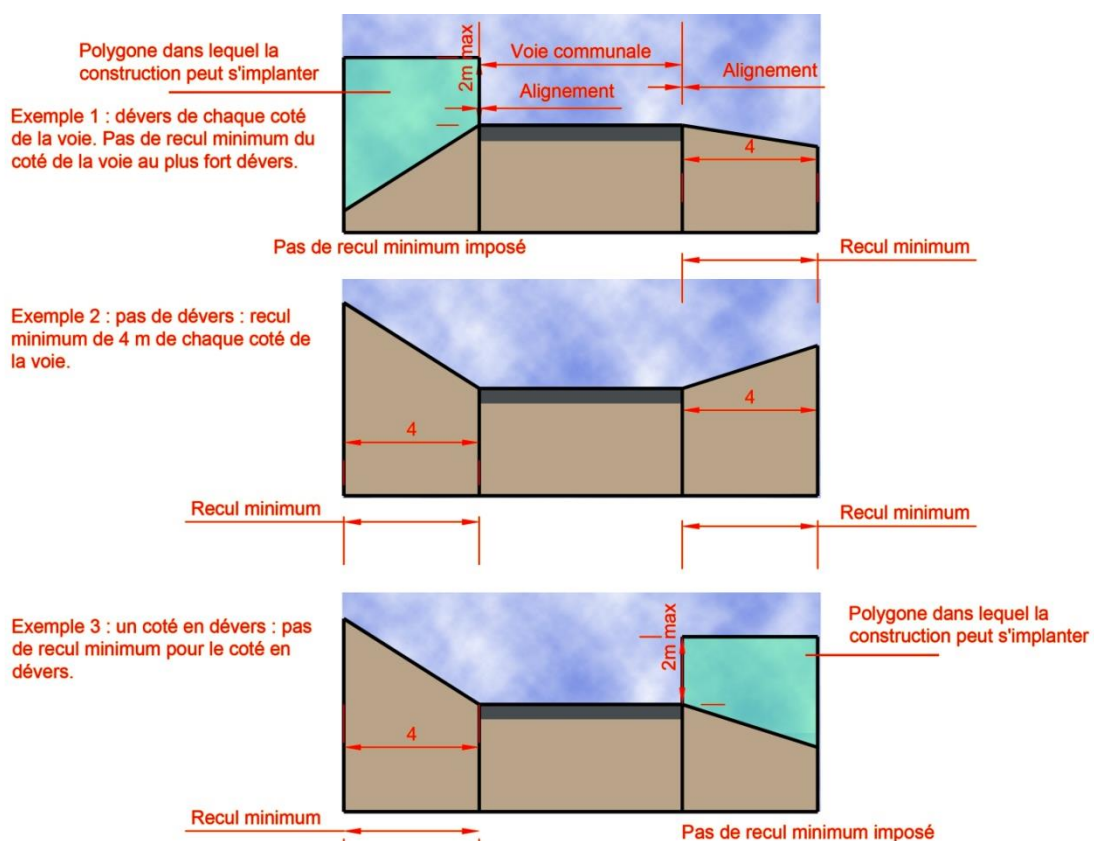 Polygone dans lequel la
construction peut s'implanter
2m max
Voie communale
Alignement
Alignement
Exemple 1 : dévers de chaque coté
de la voie. Pas de recul minimum du
coté de la voie au plus fort dévers.
4
Pas de recul minimum imposé
Recul minimum
Exemple 2 : pas de dévers : recul
minimum de 4 m de chaque coté de
la voie.
4
4
Recul minimum
Recul minimum
Exemple 3 : un coté en dévers : pas
de recul minimum pour le coté en
dévers.
2m max
Polygone dans lequel la
construction peut s'implanter
4
Recul minimum
Pas de recul minimum imposé